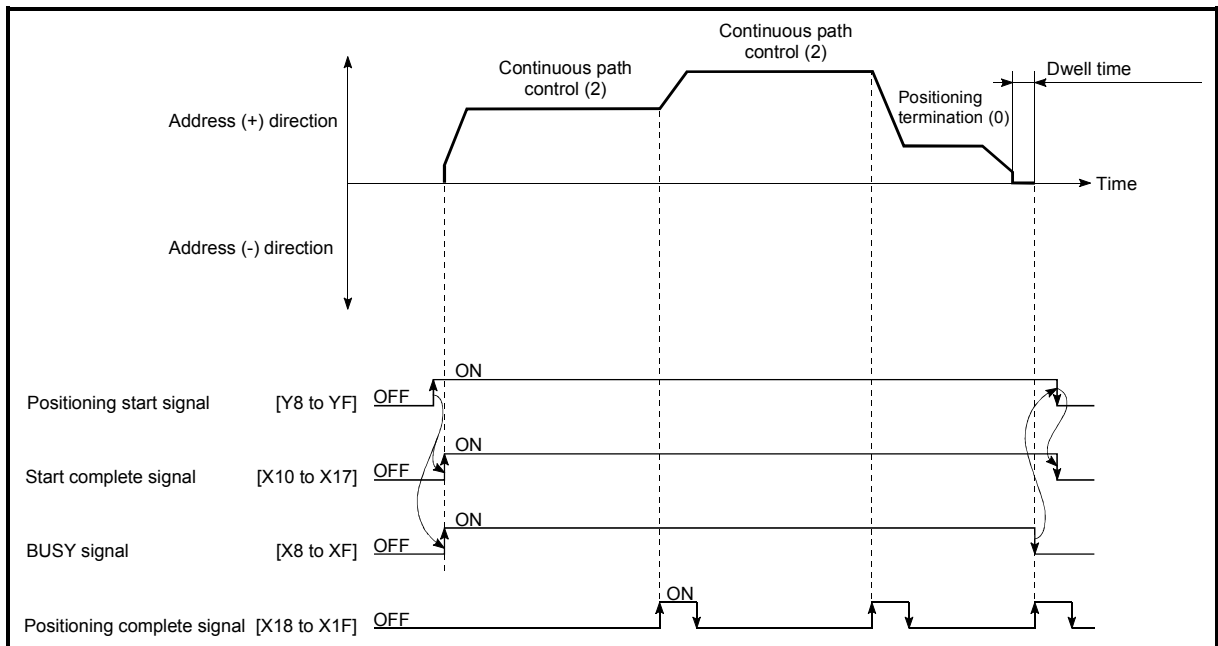 Continuous path
control (2)
Continuous path
control (2)
Dwell time
Positioning
termination (0)
Address (+) direction
Time
Address (-) direction
ON
Positioning start signal [Y8 to YF] OFF
ON
Start complete signal [X10 to X17] OFF
ON
BUSY signal [X8 to XF] OFF
ON
Positioning complete signal [X18 to X1F] OFF